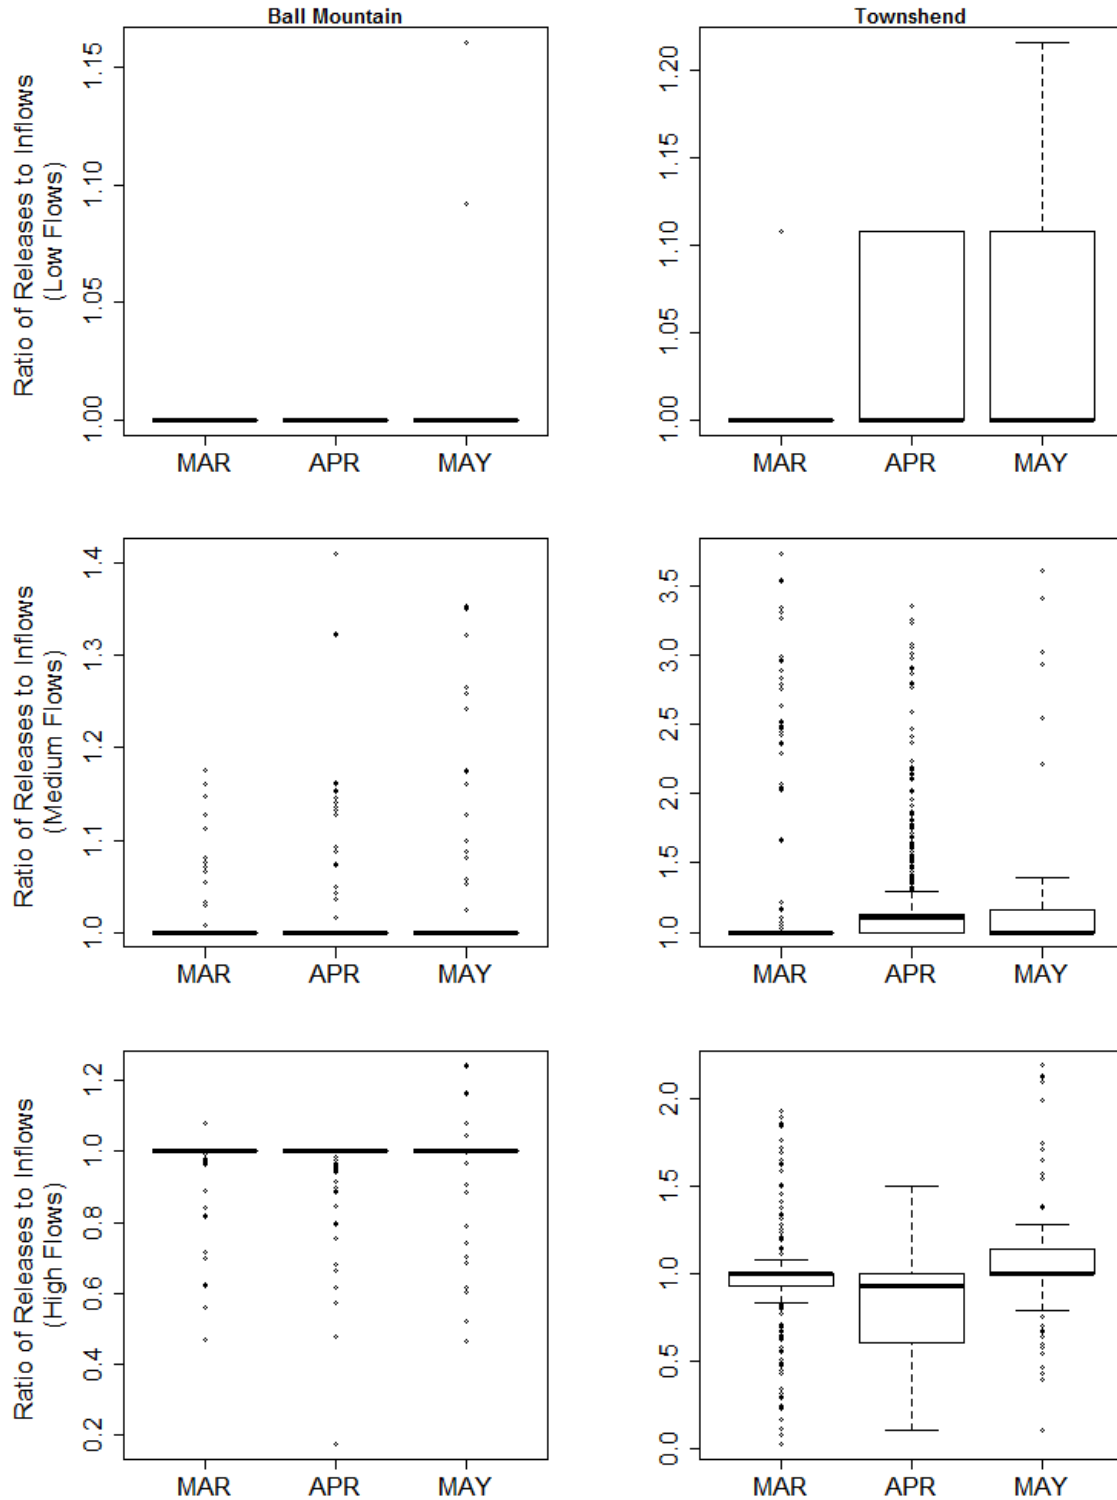 Ball Mountain
Townshend
Ratio of Releases to Inflows
(Low Flows)
1.15
1.10
1.05
1.00
MAR APR MAY
1.20
1.15
1.10
1.05
1.00
MAR APR MAY
Ratio of Releases to Inflows
(Medium Flows)
1.4
1.3
1.2
1.1
1.0
MAR APR MAY
3.5
3.0
2.5
2.0
1.5
1.0
MAR APR MAY
Ratio of Releases to Inflows
(High Flows)
1.2
1.0
0.8
0.6
0.4
0.2
MAR APR MAY
2.0
1.5
1.0
0.5
0.0
MAR APR MAY